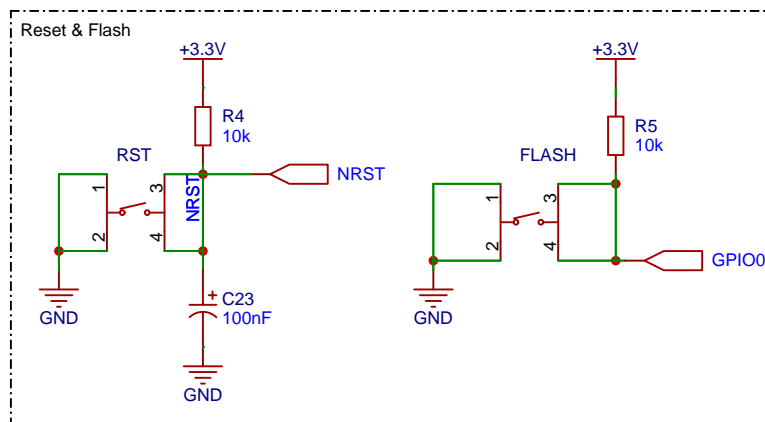 Reset & Flash
+3.3V
R4
10k
RST
1
3
2
4
NRST
NRST
GND
C23
+
100nF
GND
+3.3V
R5
10k
FLASH
1
3
2
4
GPIO0
GND